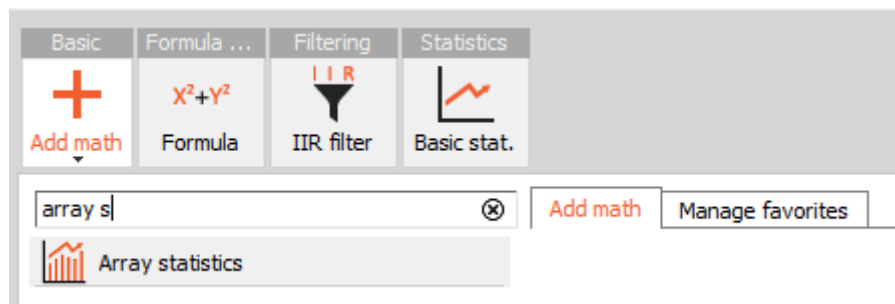 Basic Formula ... Filtering Statistics
I I R
X²+Y²
Add math Formula IIR filter Basic stat.
array s Add math Manage favorites
Array statistics